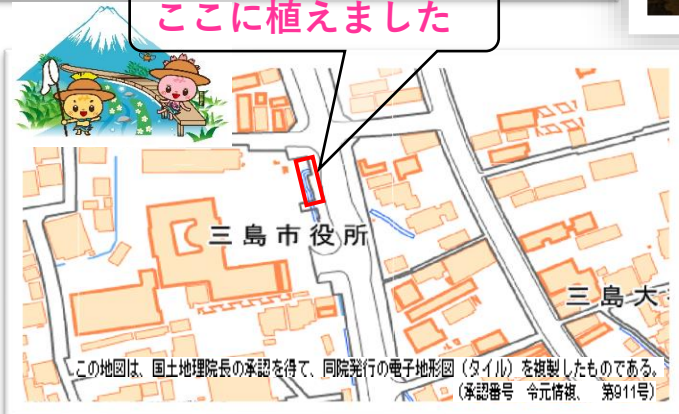 ここに植えました
三島市役所
三島大
この地図は、国土地理院長の承認を得て、同院発行の電子地形図（タイル）を複製したものである。
（承認番号　令元情複、　第911号）